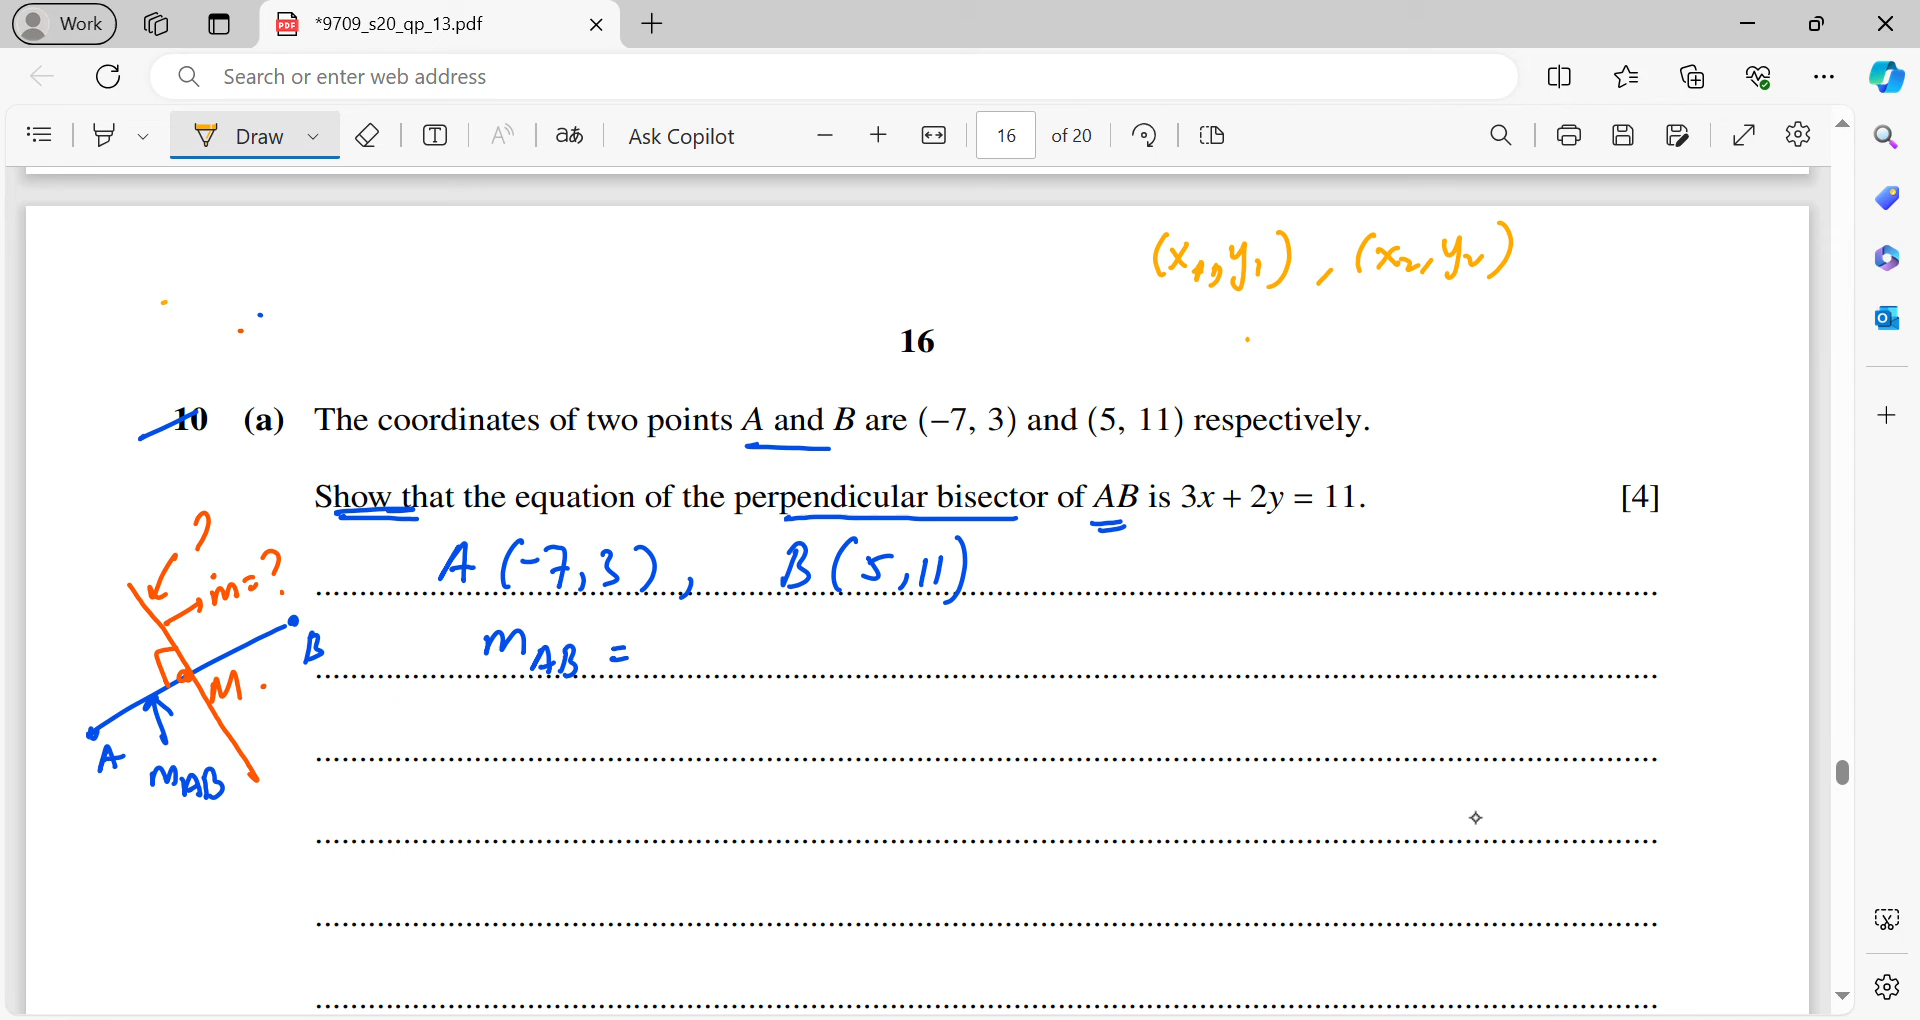 Work
*9709_s20_qp_13.pdf
Search or enter web address
Draw
aあ
Ask Copilot
16 of 20
(x₁, y₁) , (x₂, y₂)
16
10 (a) The coordinates of two points A and B are (−7, 3) and (5, 11) respectively.
Show that the equation of the perpendicular bisector of AB is 3x + 2y = 11. [4]
?
m=?
A (-7,3) , B (5,11)
B
m_AB =
M
A
m_AB